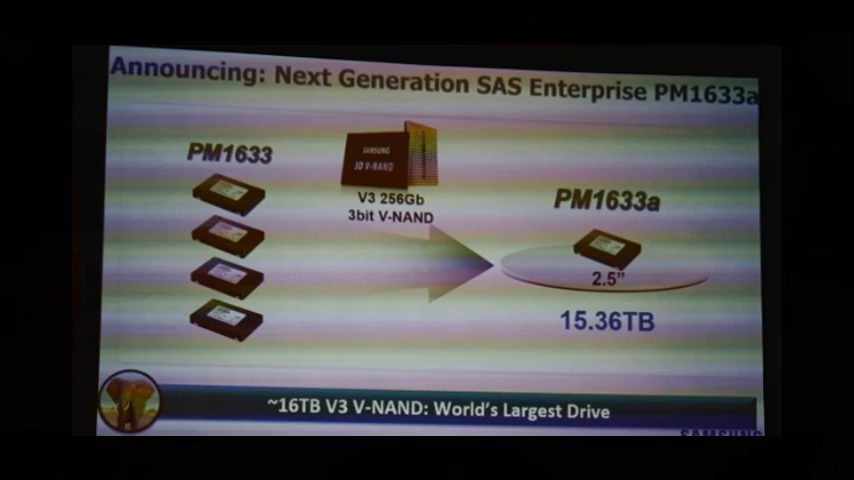 Announcing: Next Generation SAS Enterprise PM1633a
PM1633
SAMSUNG
3D V-NAND
V3 256Gb
3bit V-NAND
PM1633a
2.5”
15.36TB
~16TB V3 V-NAND: World’s Largest Drive
SAMSUNG